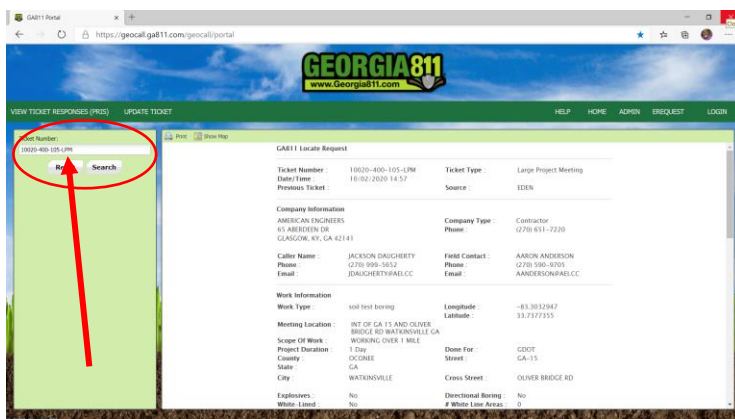 GA811 Portal
https://geocall.ga811.com/geocall/portal
GEORGIA811
www.Georgia811.com
VIEW TICKET RESPONSES (PRIS) UPDATE TICKET HELP HOME ADMIN EREQUEST LOGIN
Ticket Number:
10020-400-105-LPM
Search
Print Show Map
GA811 Locate Request
Ticket Number : 10020-400-105-LPM Ticket Type : Large Project Meeting
Date/Time : 10/02/2020 14:57
Previous Ticket : Source : EDEN
Company Information
AMERICAN ENGINEERS Company Type : Contractor
65 ABERDEEN DR Phone : (270) 651-7220
GLASGOW, KY, GA 42141
Caller Name : JACKSON DAUGHERTY Field Contact : AARON ANDERSON
Phone : (270) 999-5652 Phone : (270) 590-9705
Email : JDAUGHERTY@AEI.CC Email : AANDERSON@AEI.CC
Work Information
Work Type : soil test boring Longitude : -83.3032947
Latitude : 33.7377355
Meeting Location : INT OF GA 15 AND OLIVER
BRIDGE RD WATKINSVILLE GA
Scope Of Work : WORKING OVER 1 MILE
Project Duration : 1 Day Done For : GDOT
County : OCONEE Street : GA-15
State : GA
City : WATKINSVILLE Cross Street : OLIVER BRIDGE RD
Explosives : No Directional Boring : No
White-Lined : No # White Line Areas : 0